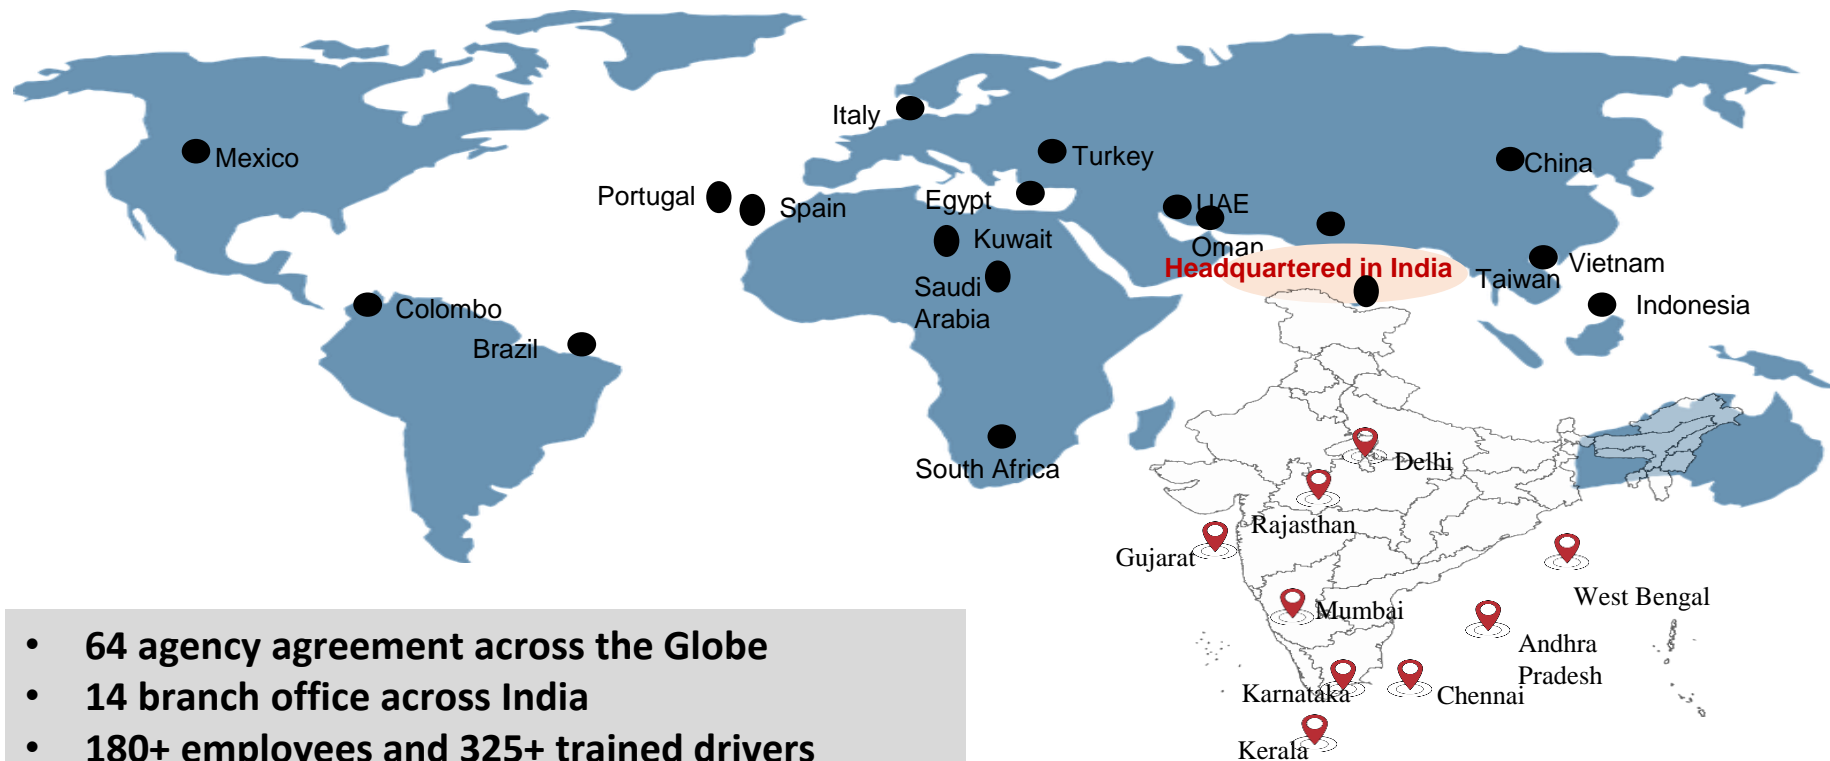 Italy
Mexico
Turkey
China
Portugal
Spain
Egypt
UAE
Kuwait
Oman
Vietnam
Headquartered in India
Taiwan
Saudi
Arabia
Indonesia
Colombo
Brazil
South Africa
Delhi
Rajasthan
Gujarat
West Bengal
Mumbai
Andhra
Pradesh
Karnataka
Chennai
Kerala
• 64 agency agreement across the Globe
• 14 branch office across India
• 180+ employees and 325+ trained drivers